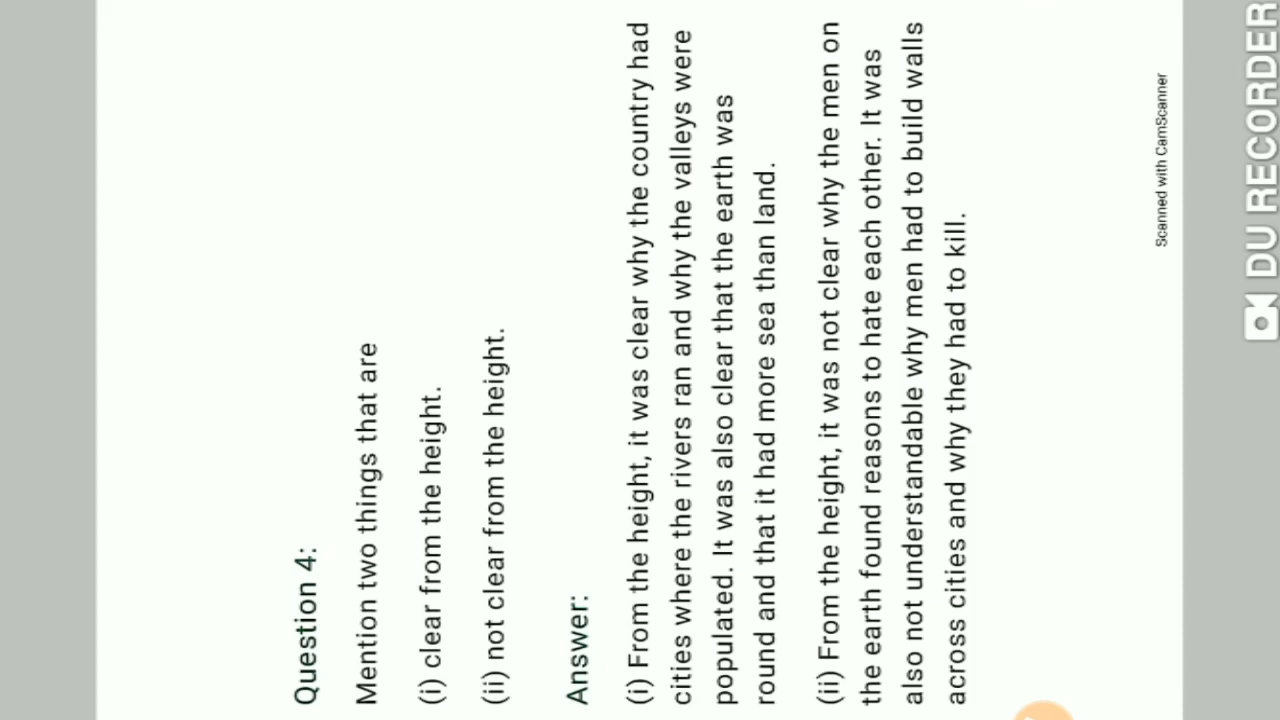 Question 4:
Mention two things that are
(i) clear from the height.
(ii) not clear from the height.
Answer:
(i) From the height, it was clear why the country had
cities where the rivers ran and why the valleys were
populated. It was also clear that the earth was
round and that it had more sea than land.
(ii) From the height, it was not clear why the men on
the earth found reasons to hate each other. It was
also not understandable why men had to build walls
across cities and why they had to kill.
Scanned with CamScanner
DU RECORDER